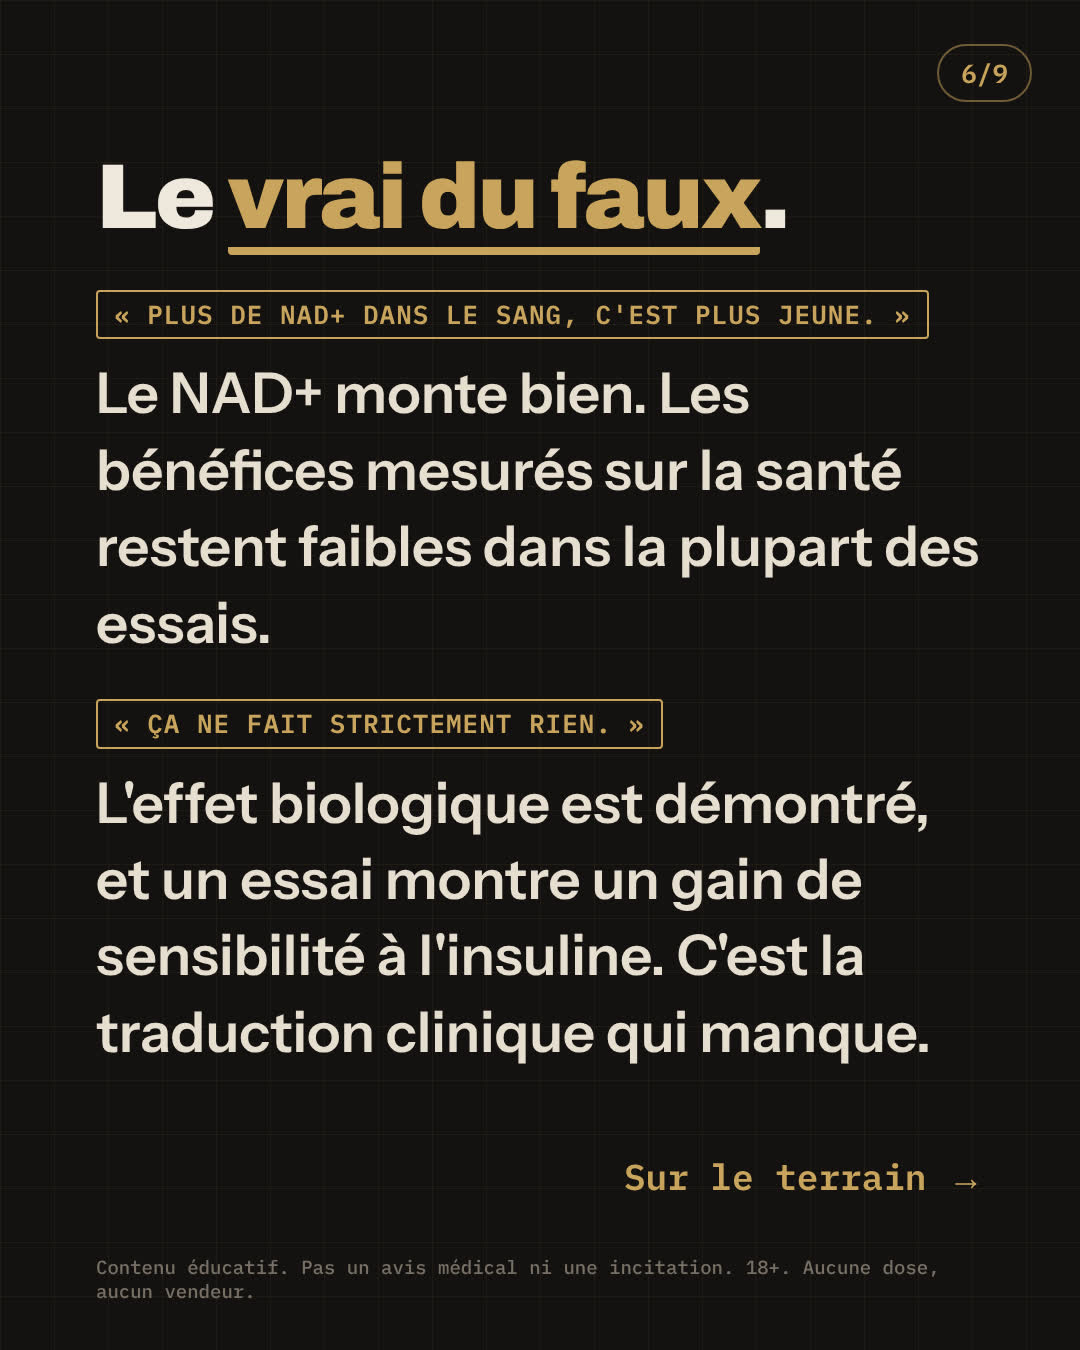 6/9
Le vrai du faux.
« PLUS DE NAD+ DANS LE SANG, C'EST PLUS JEUNE. »
Le NAD+ monte bien. Les
bénéfices mesurés sur la santé
restent faibles dans la plupart des
essais.
« ÇA NE FAIT STRICTEMENT RIEN. »
L'effet biologique est démontré,
et un essai montre un gain de
sensibilité à l'insuline. C'est la
traduction clinique qui manque.
Sur le terrain →
Contenu éducatif. Pas un avis médical ni une incitation. 18+. Aucune dose,
aucun vendeur.